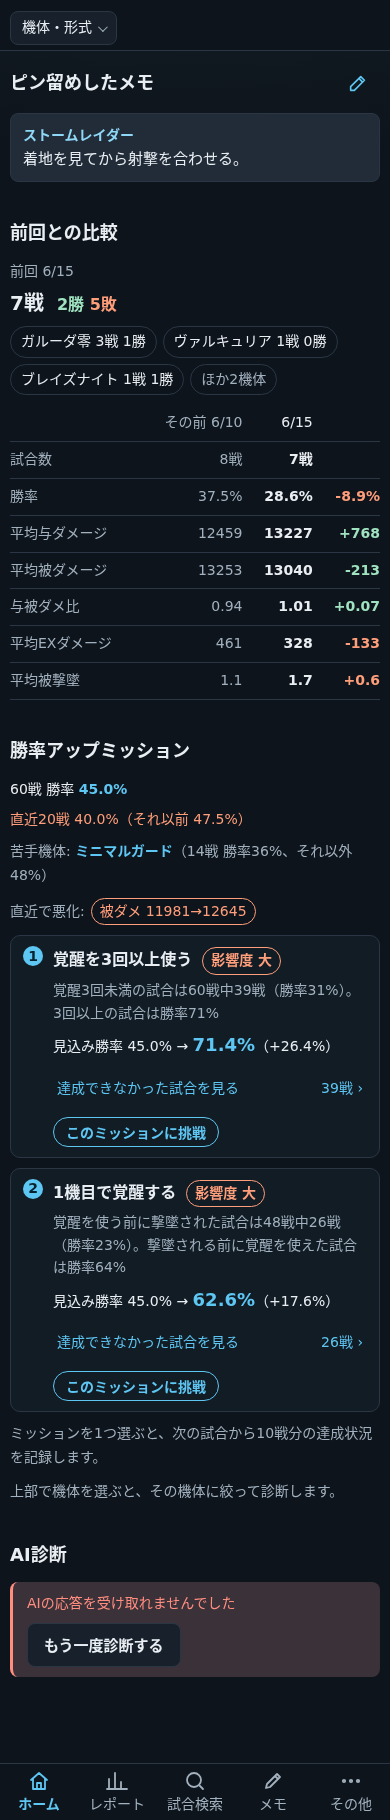 機体・形式
ピン留めしたメモ
ストームレイダー
着地を見てから射撃を合わせる。
前回との比較
前回 6/15
7戦 2勝 5敗
ガルーダ零 3戦 1勝 ヴァルキュリア 1戦 0勝
ブレイズナイト 1戦 1勝 ほか2機体
その前 6/10 6/15
試合数 8戦 7戦
勝率 37.5% 28.6% -8.9%
平均与ダメージ 12459 13227 +768
平均被ダメージ 13253 13040 -213
与被ダメ比 0.94 1.01 +0.07
平均EXダメージ 461 328 -133
平均被撃墜 1.1 1.7 +0.6
勝率アップミッション
60戦 勝率 45.0%
直近20戦 40.0%（それ以前 47.5%）
苦手機体: ミニマルガード（14戦 勝率36%、それ以外
48%）
直近で悪化: 被ダメ 11981→12645
1 覚醒を3回以上使う 影響度 大
覚醒3回未満の試合は60戦中39戦（勝率31%）。
3回以上の試合は勝率71%
見込み勝率 45.0% → 71.4%（+26.4%）
達成できなかった試合を見る 39戦 ›
このミッションに挑戦
2 1機目で覚醒する 影響度 大
覚醒を使う前に撃墜された試合は48戦中26戦
（勝率23%）。撃墜される前に覚醒を使えた試合
は勝率64%
見込み勝率 45.0% → 62.6%（+17.6%）
達成できなかった試合を見る 26戦 ›
このミッションに挑戦
ミッションを1つ選ぶと、次の試合から10戦分の達成状況
を記録します。
上部で機体を選ぶと、その機体に絞って診断します。
AI診断
AIの応答を受け取れませんでした
もう一度診断する
ホーム レポート 試合検索 メモ その他